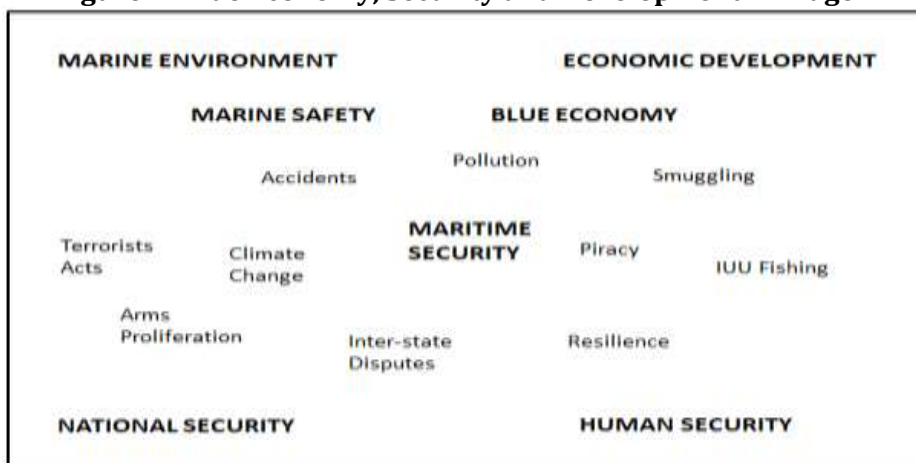 MARINE ENVIRONMENT ECONOMIC DEVELOPMENT
MARINE SAFETY BLUE ECONOMY
Pollution
Accidents Smuggling
MARITIME
SECURITY
Terrorists
Acts
Climate
Change
Piracy
IUU Fishing
Arms
Proliferation
Inter-state
Disputes
Resilience
NATIONAL SECURITY HUMAN SECURITY